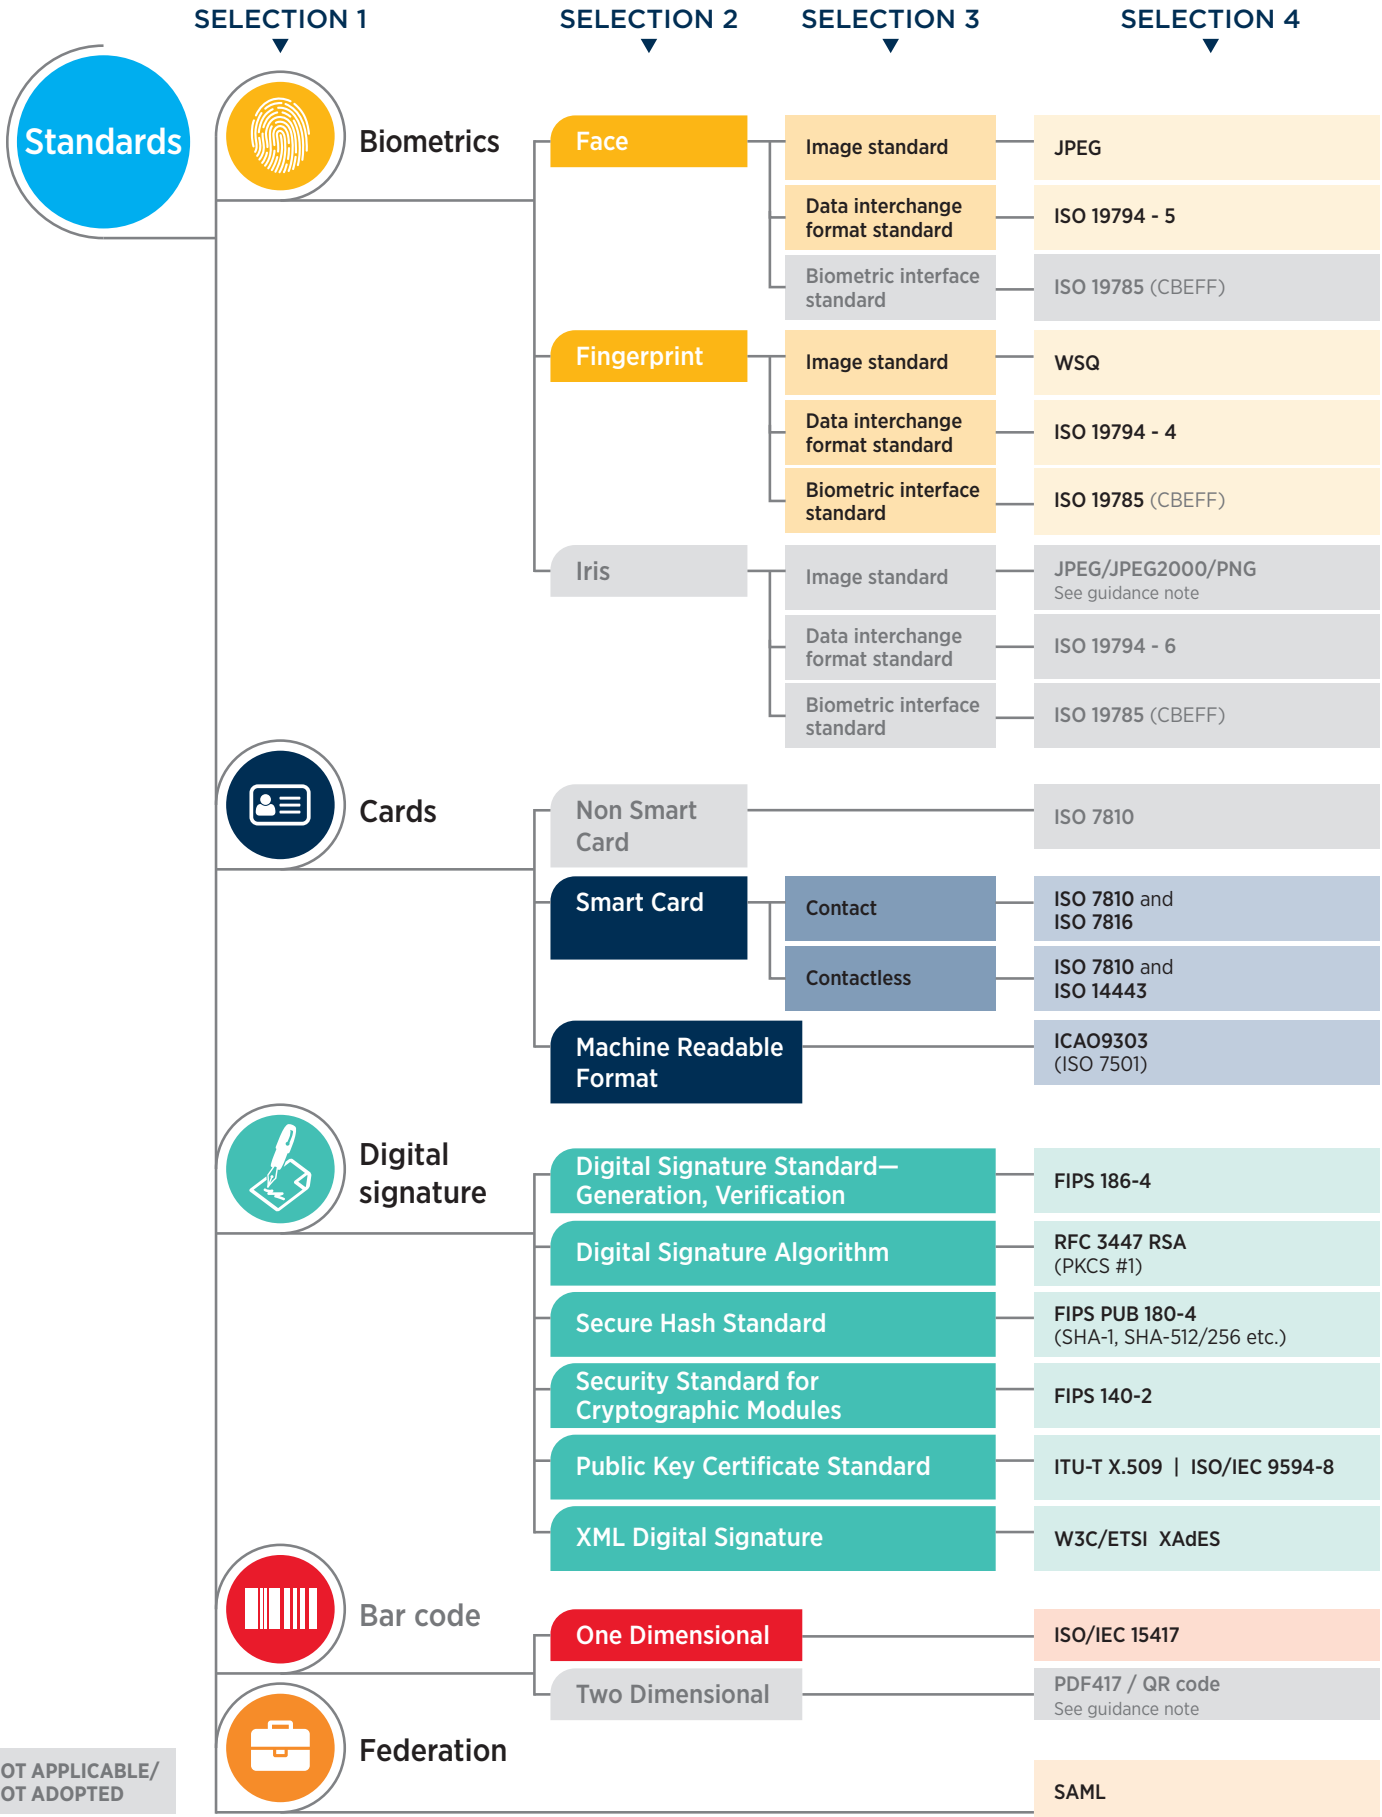 SELECTION 1
SELECTION 2
SELECTION 3
SELECTION 4
Standards
Biometrics
Face
Image standard
JPEG
Data interchange
format standard
ISO 19794 - 5
Biometric interface
standard
ISO 19785 (CBEFF)
Fingerprint
Image standard
WSQ
Data interchange
format standard
ISO 19794 - 4
Biometric interface
standard
ISO 19785 (CBEFF)
Iris
Image standard
JPEG/JPEG2000/PNG
See guidance note
Data interchange
format standard
ISO 19794 - 6
Biometric interface
standard
ISO 19785 (CBEFF)
Cards
Non Smart
Card
ISO 7810
Smart Card
Contact
ISO 7810 and
ISO 7816
Contactless
ISO 7810 and
ISO 14443
Machine Readable
Format
ICAO9303
(ISO 7501)
Digital
signature
Digital Signature Standard—
Generation, Verification
FIPS 186-4
Digital Signature Algorithm
RFC 3447 RSA
(PKCS #1)
Secure Hash Standard
FIPS PUB 180-4
(SHA-1, SHA-512/256 etc.)
Security Standard for
Cryptographic Modules
FIPS 140-2
Public Key Certificate Standard
ITU-T X.509 | ISO/IEC 9594-8
XML Digital Signature
W3C/ETSI XAdES
Bar code
One Dimensional
ISO/IEC 15417
Two Dimensional
PDF417 / QR code
See guidance note
Federation
SAML
OT APPLICABLE/
OT ADOPTED